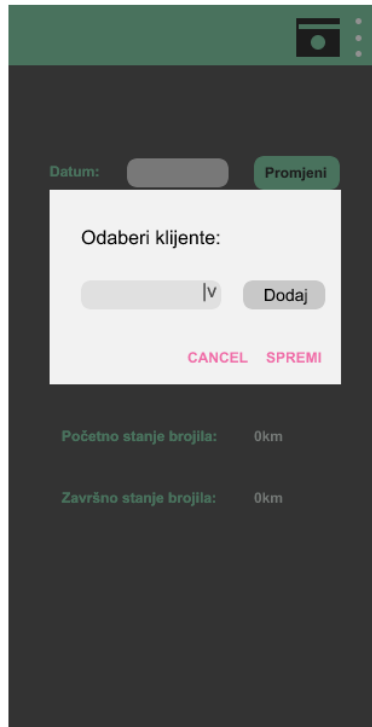 Datum:
Promjeni
Odaberi klijente:
|v Dodaj
CANCEL SPREMI
Početno stanje brojila: 0km
Završno stanje brojila: 0km